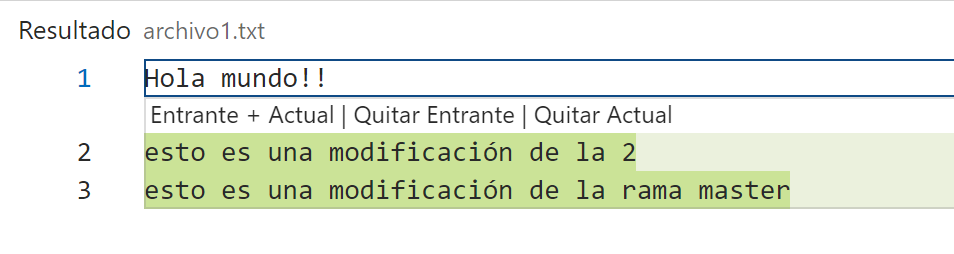 Resultado archivo1.txt
1 Hola mundo!!
Entrante + Actual | Quitar Entrante | Quitar Actual
2 esto es una modificación de la 2
3 esto es una modificación de la rama master